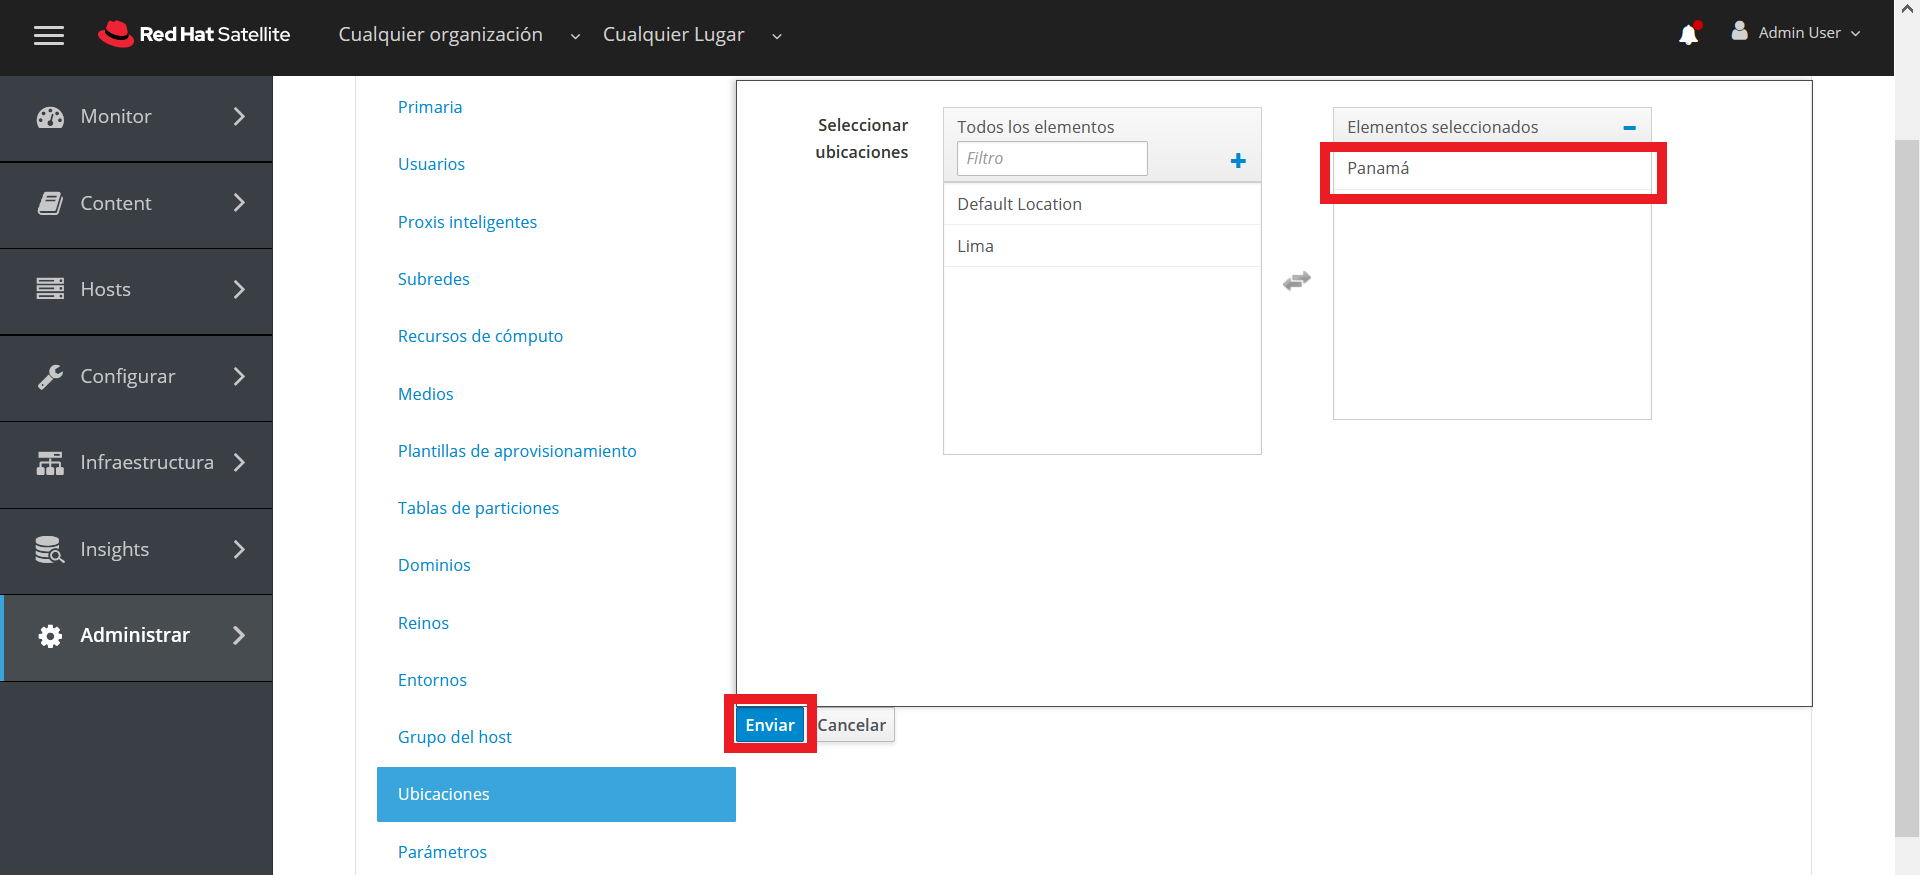 Red Hat Satellite
Cualquier organización
Cualquier Lugar
Admin User
Monitor
Content
Hosts
Configurar
Infraestructura
Insights
Administrar
Primaria
Usuarios
Proxis inteligentes
Subredes
Recursos de cómputo
Medios
Plantillas de aprovisionamiento
Tablas de particiones
Dominios
Reinos
Entornos
Grupo del host
Ubicaciones
Parámetros
Seleccionar
ubicaciones
Todos los elementos
Filtro
Default Location
Lima
Elementos seleccionados
Panamá
Enviar
Cancelar